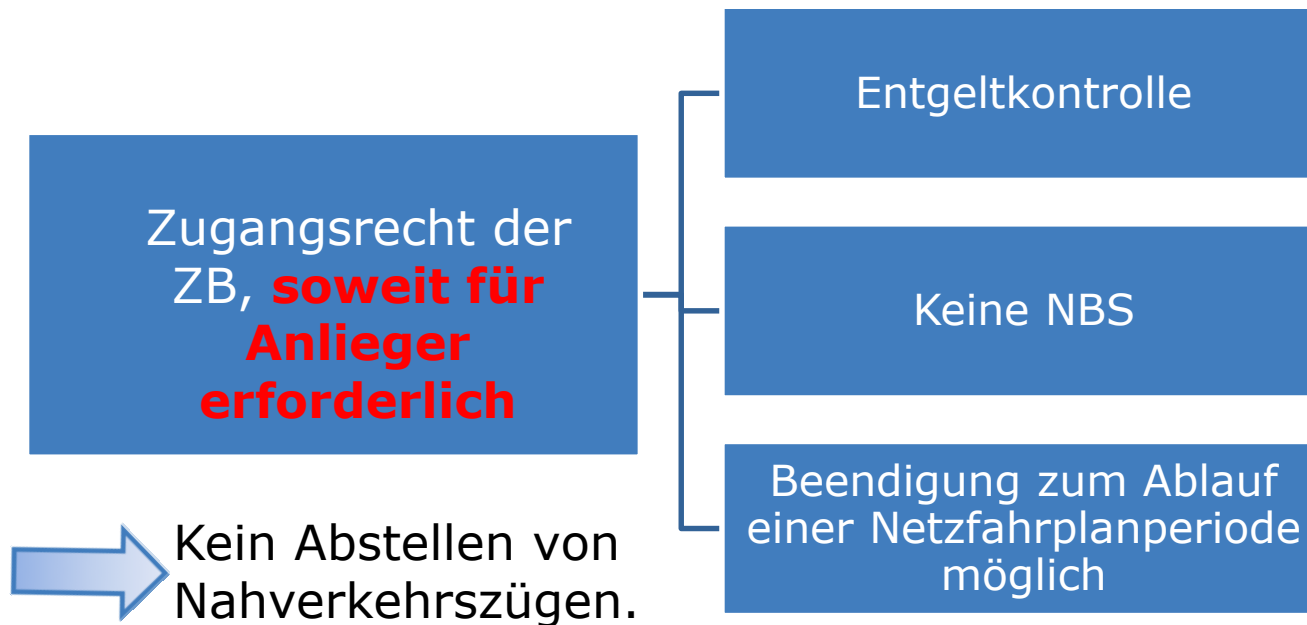 Zugangsrecht der
ZB, soweit für
Anlieger
erforderlich
Entgeltkontrolle
Keine NBS
Beendigung zum Ablauf
einer Netzfahrplanperiode
möglich
Kein Abstellen von
Nahverkehrszügen.